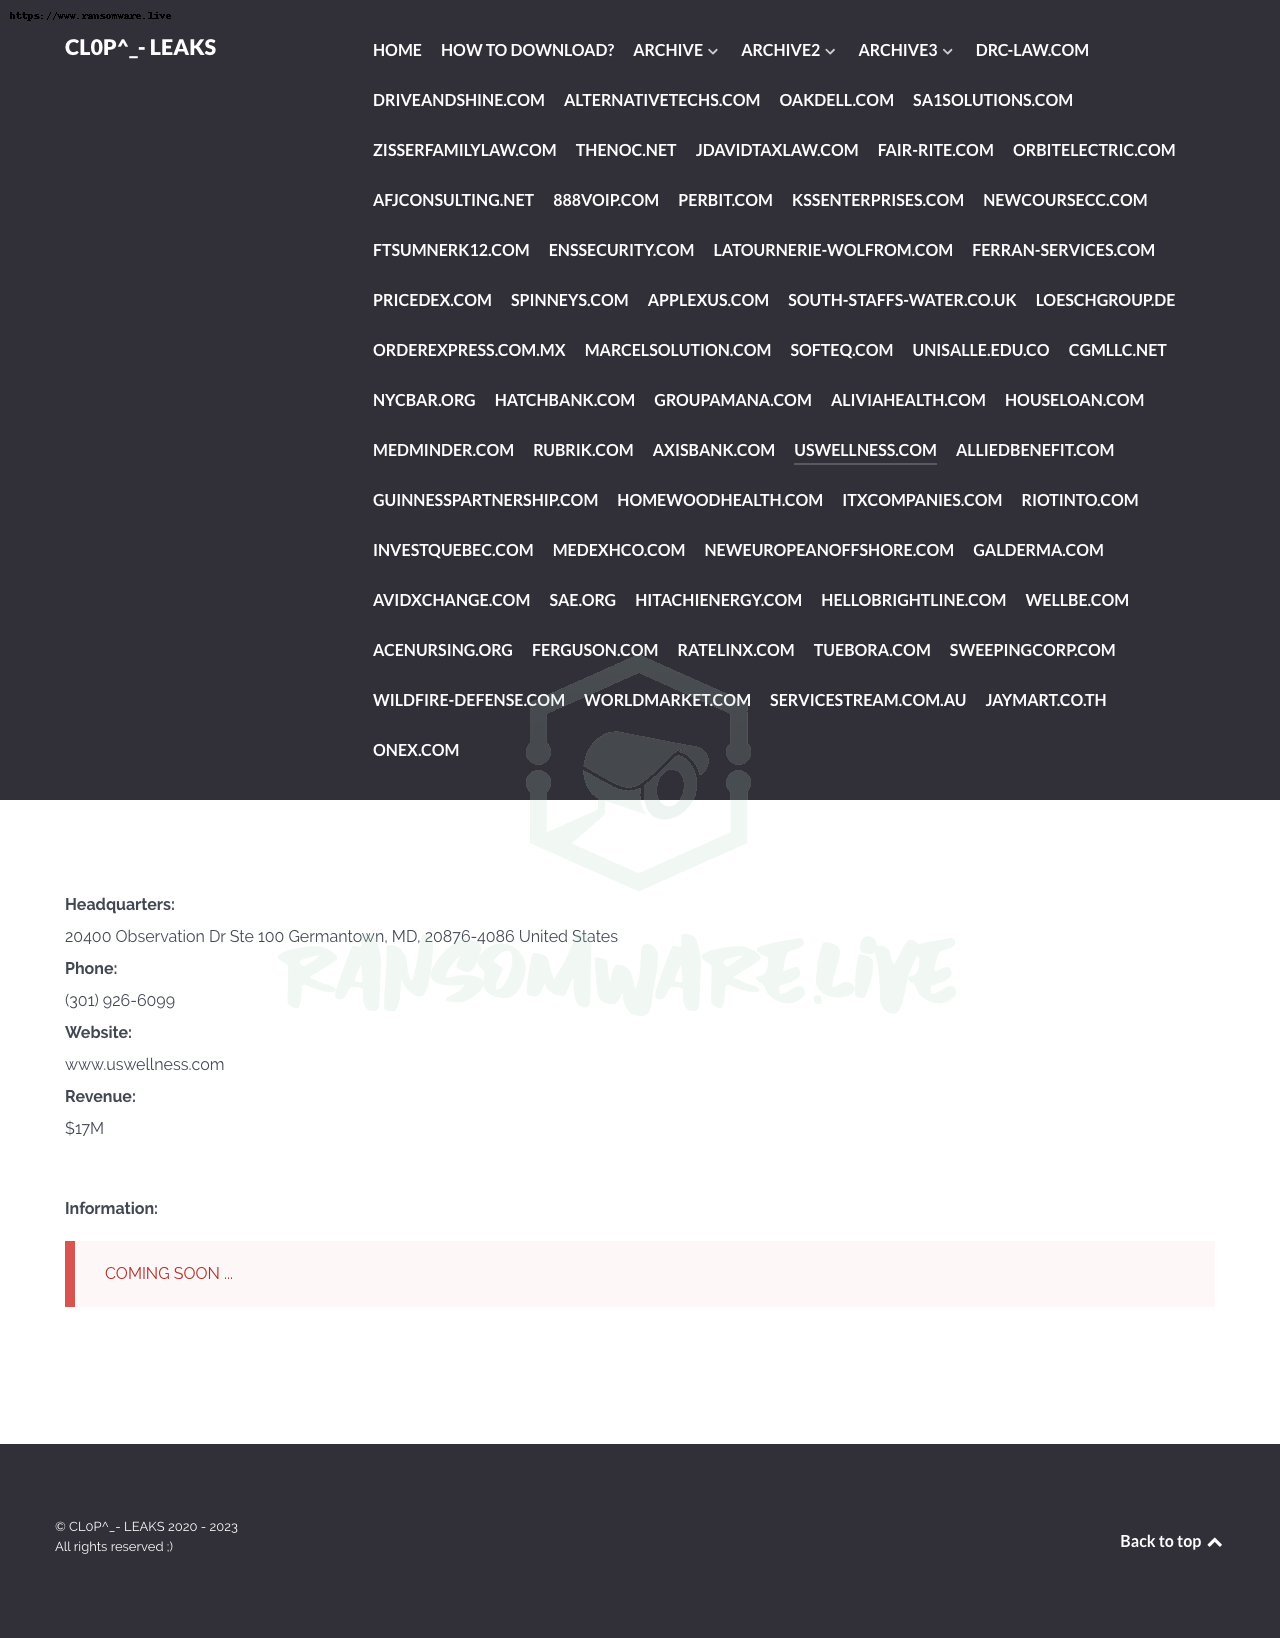 https://www.ransomware.live
CL0P^_- LEAKS
HOME HOW TO DOWNLOAD? ARCHIVE ARCHIVE2 ARCHIVE3 DRC-LAW.COM
DRIVEANDSHINE.COM ALTERNATIVETECHS.COM OAKDELL.COM SA1SOLUTIONS.COM
ZISSERFAMILYLAW.COM THENOC.NET JDAVIDTAXLAW.COM FAIR-RITE.COM ORBITELECTRIC.COM
AFJCONSULTING.NET 888VOIP.COM PERBIT.COM KSSENTERPRISES.COM NEWCOURSECC.COM
FTSUMNERK12.COM ENSSECURITY.COM LATOURNERIE-WOLFROM.COM FERRAN-SERVICES.COM
PRICEDEX.COM SPINNEYS.COM APPLEXUS.COM SOUTH-STAFFS-WATER.CO.UK LOESCHGROUP.DE
ORDEREXPRESS.COM.MX MARCELSOLUTION.COM SOFTEQ.COM UNISALLE.EDU.CO CGMLLC.NET
NYCBAR.ORG HATCHBANK.COM GROUPAMANA.COM ALIVIAHEALTH.COM HOUSELOAN.COM
MEDMINDER.COM RUBRIK.COM AXISBANK.COM USWELLNESS.COM ALLIEDBENEFIT.COM
GUINNESSPARTNERSHIP.COM HOMEWOODHEALTH.COM ITXCOMPANIES.COM RIOTINTO.COM
INVESTQUEBEC.COM MEDEXHCO.COM NEWEUROPEANOFFSHORE.COM GALDERMA.COM
AVIDXCHANGE.COM SAE.ORG HITACHIENERGY.COM HELLOBRIGHTLINE.COM WELLBE.COM
ACENURSING.ORG FERGUSON.COM RATELINX.COM TUEBORA.COM SWEEPINGCORP.COM
WILDFIRE-DEFENSE.COM WORLDMARKET.COM SERVICESTREAM.COM.AU JAYMART.CO.TH
ONEX.COM
Headquarters:
20400 Observation Dr Ste 100 Germantown, MD, 20876-4086 United States
RANSOMWARE.LIVE
Phone:
(301) 926-6099
Website:
www.uswellness.com
Revenue:
$17M
Information:
COMING SOON ...
© CL0P^_- LEAKS 2020 - 2023
All rights reserved ;)
Back to top